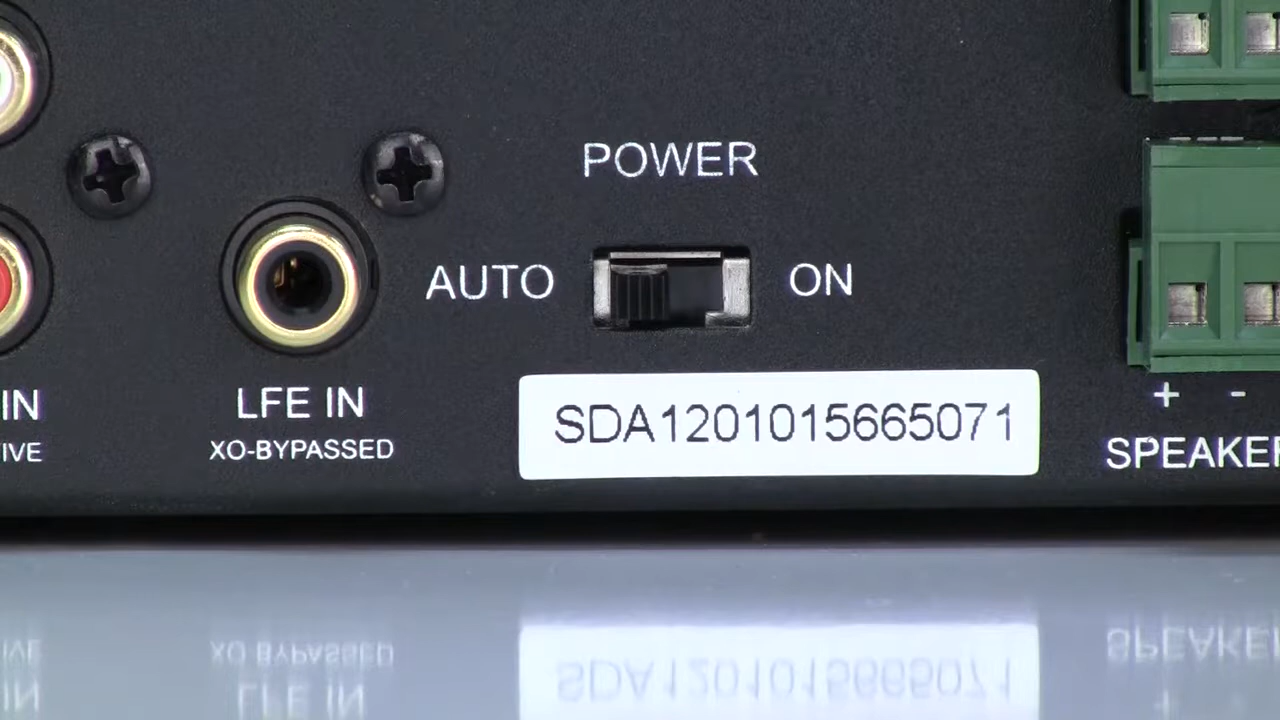 POWER
AUTO
ON
IN
IVE
LFE IN
XO-BYPASSED
SDA1201015665071
+ -
SPEAKER